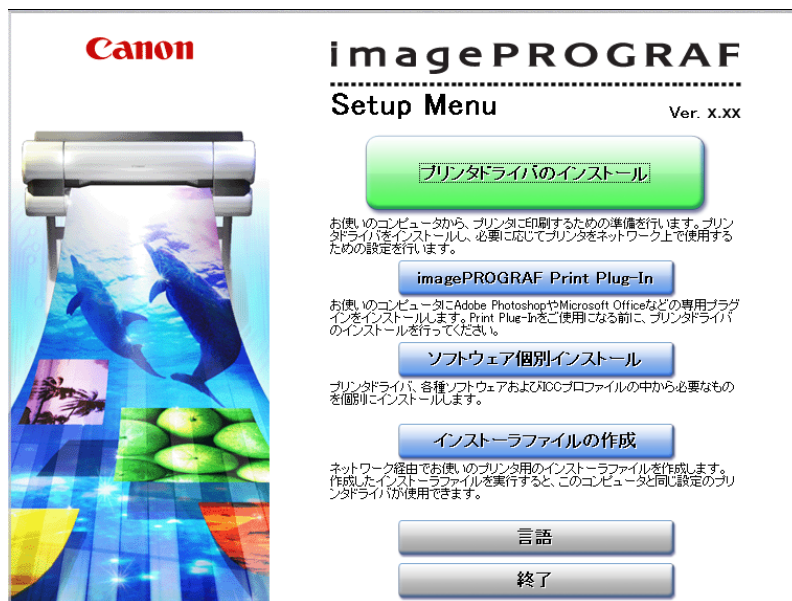 Canon
imagePROGRAF
Setup Menu
Ver. x.xx
プリンタドライバのインストール
お使いのコンピュータから、プリンタに印刷するための準備を行います。プリン
タドライバをインストールし、必要に応じてプリンタをネットワーク上で使用する
ための設定を行います。
imagePROGRAF Print Plug-In
お使いのコンピュータにAdobe PhotoshopやMicrosoft Officeなどの専用プラグ
インをインストールします。Print Plug-Inをご使用になる前に、プリンタドライバ
のインストールを行ってください。
ソフトウェア個別インストール
プリンタドライバ、各種ソフトウェアおよびICCプロファイルの中から必要なもの
を個別にインストールします。
インストーラファイルの作成
ネットワーク経由でお使いのプリンタ用のインストーラファイルを作成します。
作成したインストーラファイルを実行すると、このコンピュータと同じ設定のプリ
ンタドライバが使用できます。
言語
終了